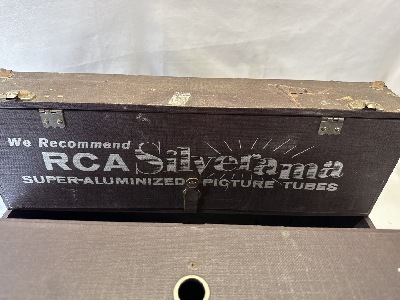 We Recommend
RCA Silverama
SUPER-ALUMINIZED PICTURE TUBES